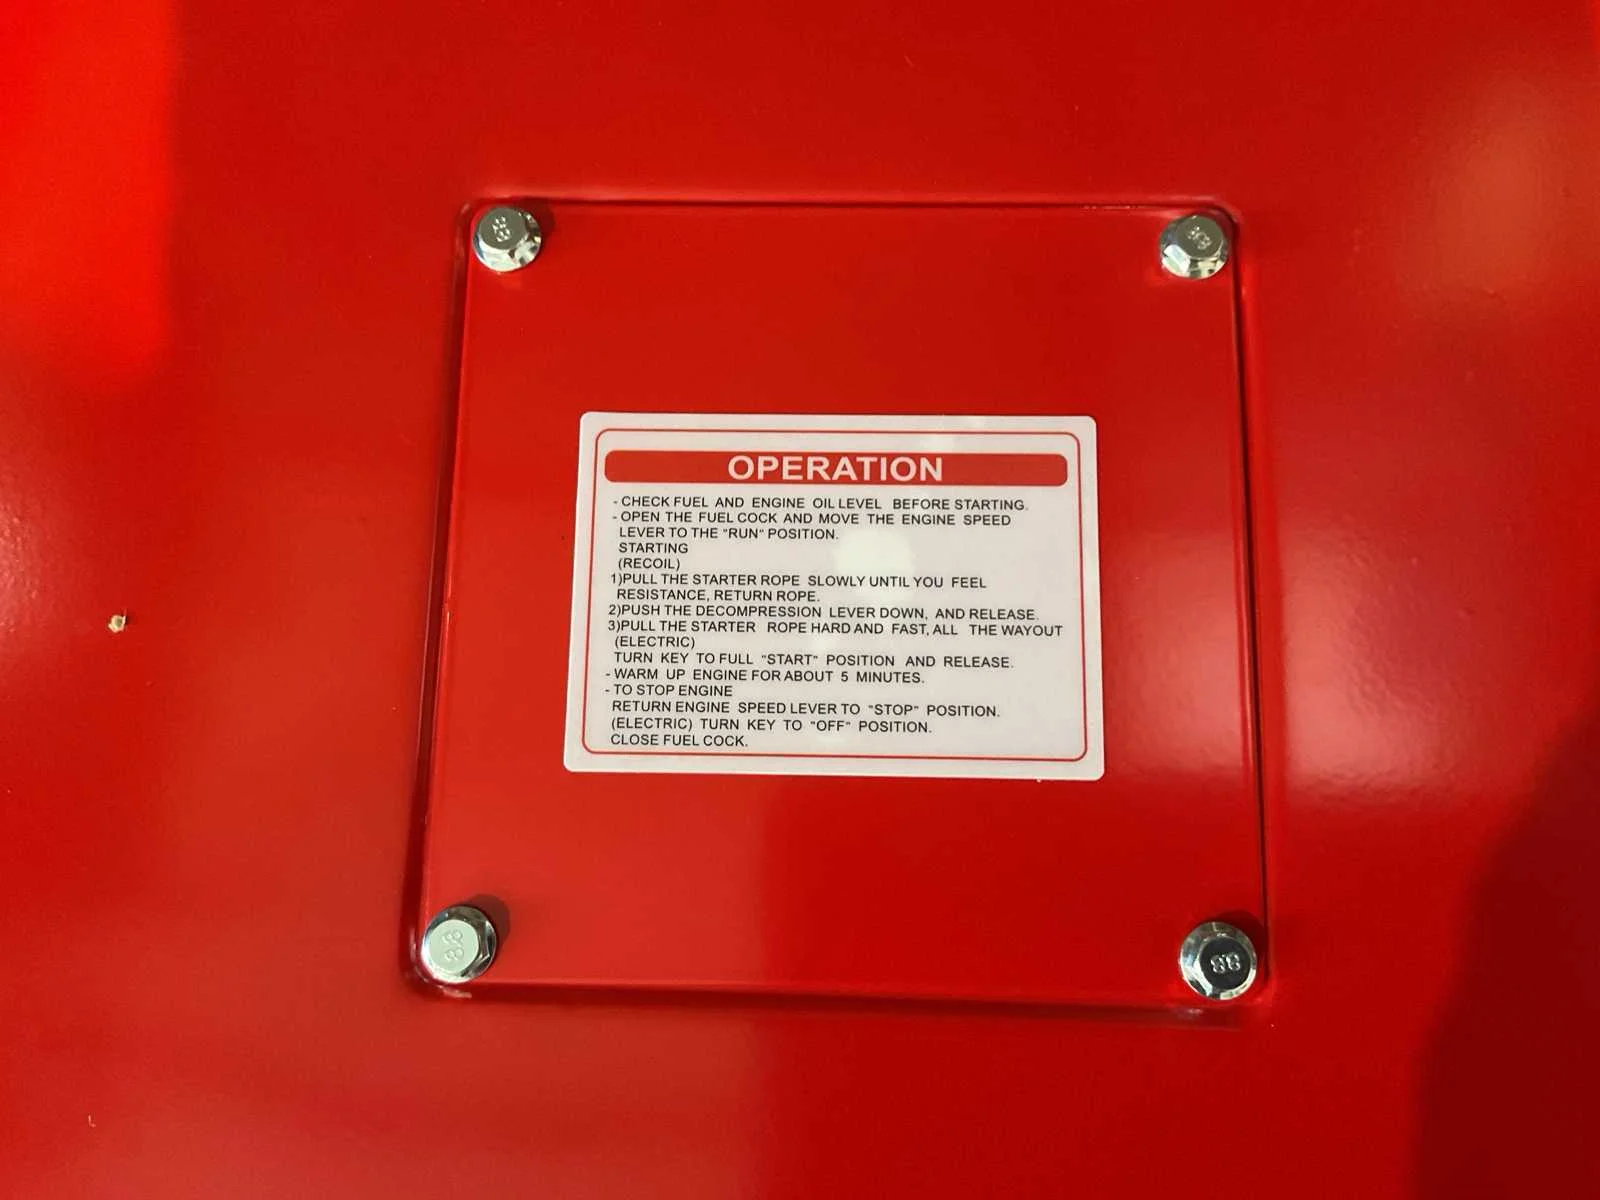 8.8
8.8
OPERATION
- CHECK FUEL AND ENGINE OIL LEVEL BEFORE STARTING.
- OPEN THE FUEL COCK AND MOVE THE ENGINE SPEED
LEVER TO THE "RUN" POSITION.
STARTING
(RECOIL)
1)PULL THE STARTER ROPE SLOWLY UNTIL YOU FEEL
RESISTANCE, RETURN ROPE.
2)PUSH THE DECOMPRESSION LEVER DOWN, AND RELEASE.
3)PULL THE STARTER ROPE HARD AND FAST, ALL THE WAYOUT
(ELECTRIC)
TURN KEY TO FULL "START" POSITION AND RELEASE.
- WARM UP ENGINE FOR ABOUT 5 MINUTES.
- TO STOP ENGINE
RETURN ENGINE SPEED LEVER TO "STOP" POSITION.
(ELECTRIC) TURN KEY TO "OFF" POSITION.
CLOSE FUEL COCK.
8.8
8.8